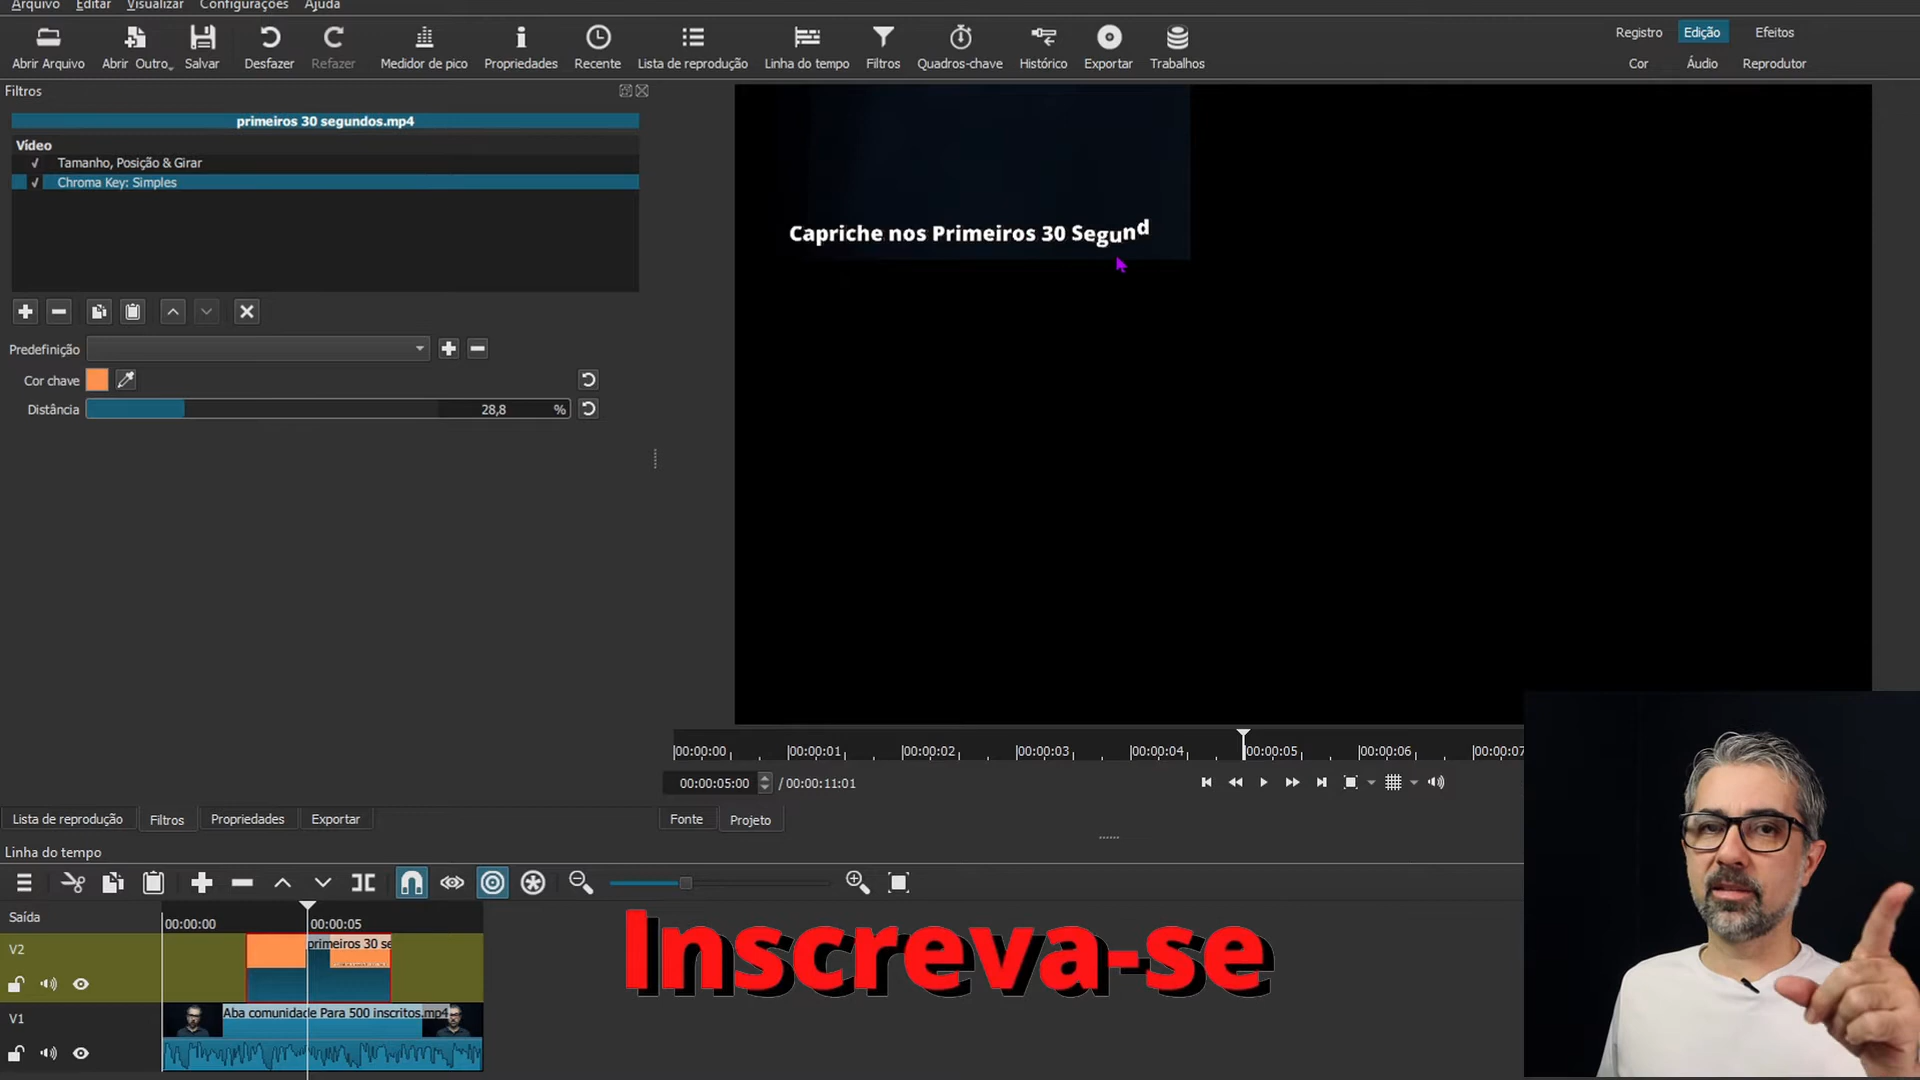 Arquivo Editar Visualizar Configurações Ajuda
Abrir Arquivo Abrir Outro Salvar Desfazer Refazer Medidor de pico Propriedades Recente Lista de reprodução Linha do tempo Filtros Quadros-chave Histórico Exportar Trabalhos
Registro Edição Efeitos
Cor Áudio Reprodutor
Filtros
primeiros 30 segundos.mp4
Vídeo
Tamanho, Posição & Girar
Chroma Key: Simples
Predefinição
Cor chave
Distância 28,8 %
Capriche nos Primeiros 30 Segund
00:00:00 00:00:01 00:00:02 00:00:03 00:00:04 00:00:05 00:00:06 00:00:07
00:00:05:00 / 00:00:11:01
Lista de reprodução Filtros Propriedades Exportar
Fonte Projeto
Linha do tempo
Saída
00:00:00 00:00:05
V2
primeiros 30 se
V1
Aba comunidade Para 500 inscritos.mp4
Inscreva-se